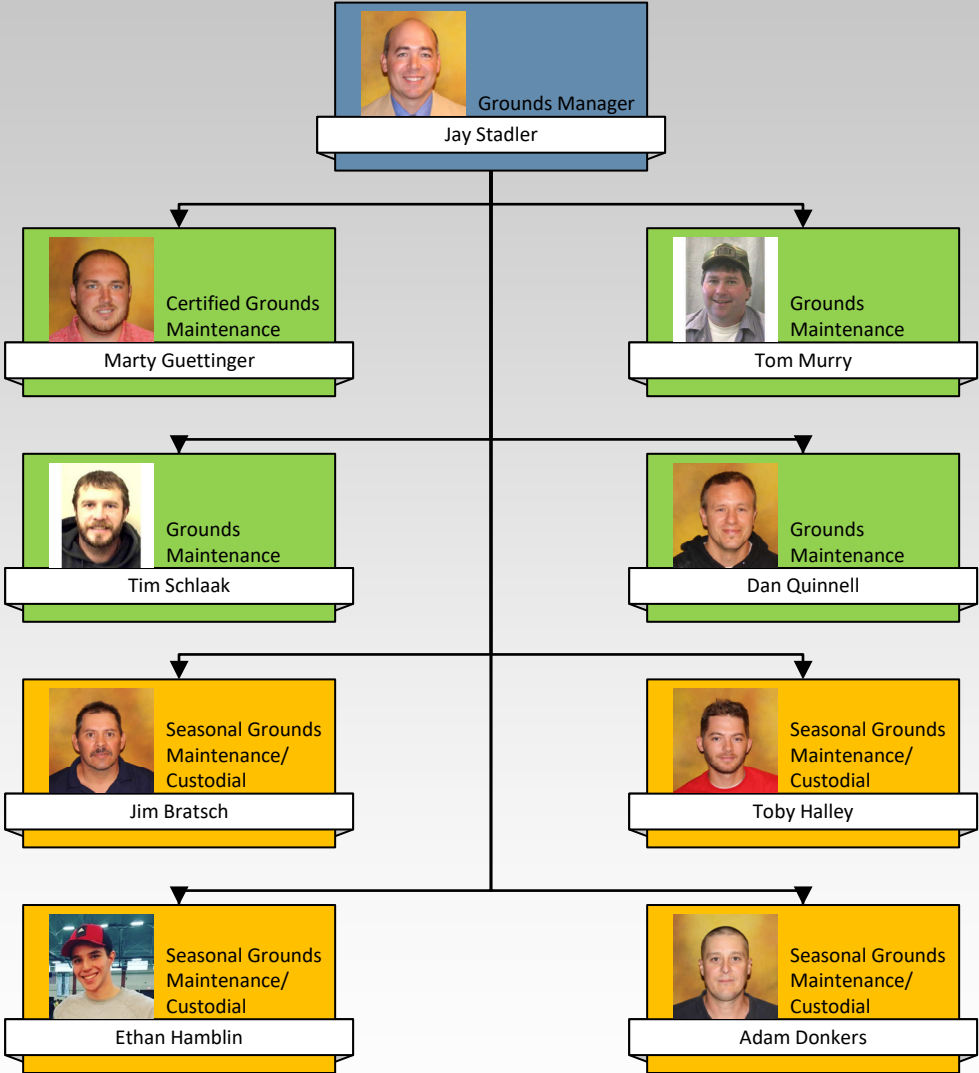 Grounds Manager
Jay Stadler
Certified Grounds
Maintenance
Marty Guettinger
Grounds
Maintenance
Tom Murry
Grounds
Maintenance
Tim Schlaak
Grounds
Maintenance
Dan Quinnell
Seasonal Grounds
Maintenance/
Custodial
Jim Bratsch
Seasonal Grounds
Maintenance/
Custodial
Toby Halley
Seasonal Grounds
Maintenance/
Custodial
Ethan Hamblin
Seasonal Grounds
Maintenance/
Custodial
Adam Donkers